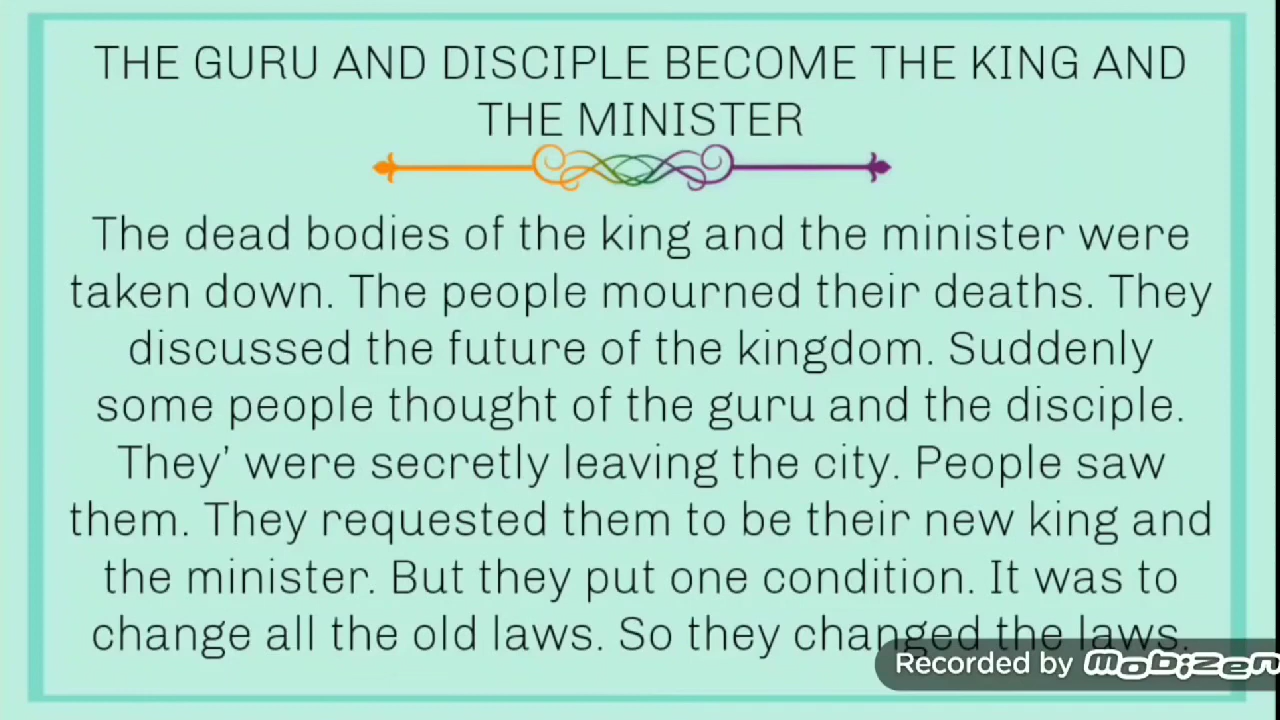 THE GURU AND DISCIPLE BECOME THE KING AND
THE MINISTER
The dead bodies of the king and the minister were
taken down. The people mourned their deaths. They
discussed the future of the kingdom. Suddenly
some people thought of the guru and the disciple.
They’ were secretly leaving the city. People saw
them. They requested them to be their new king and
the minister. But they put one condition. It was to
change all the old laws. So they changed the laws.
Recorded by Mobizen